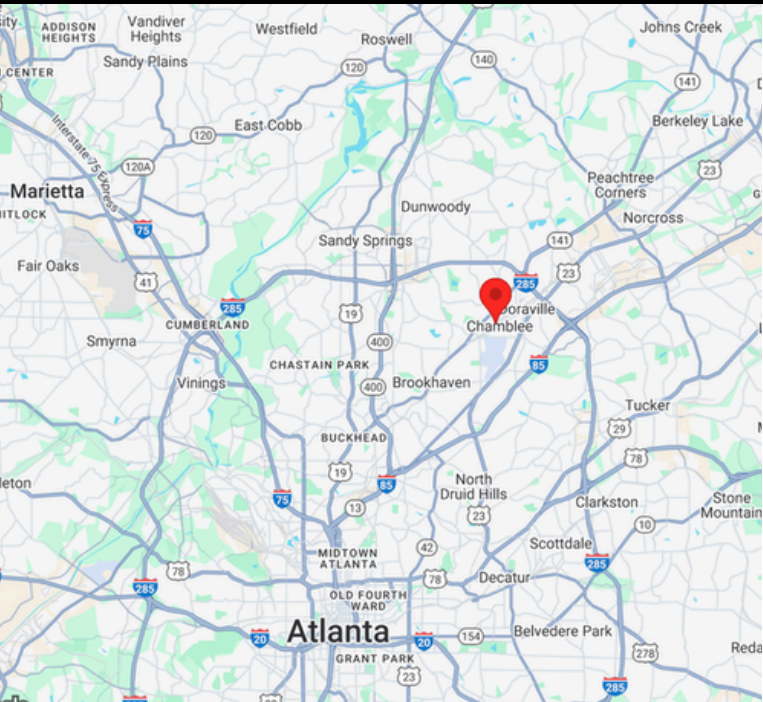 ADDISON
HEIGHTS
Vandiver
Heights
Westfield
Roswell
Johns Creek
Sandy Plains
CENTER
120
140
141
East Cobb
120
Berkeley Lake
Interstate 75 Express
120A
23
Peachtree
Corners
Marietta
Dunwoody
Norcross
75
Sandy Springs
141
Fair Oaks
41
285
23
285
Doraville
19
CUMBERLAND
Chamblee
Smyrna
400
CHASTAIN PARK
85
Vinings
400
Brookhaven
Tucker
BUCKHEAD
29
78
19
85
North
Druid Hills
75
13
Clarkston
Stone
Mountain
23
10
MIDTOWN
ATLANTA
42
Scottdale
285
78
78
Decatur
285
OLD FOURTH
WARD
Atlanta
20
20
154
Belvedere Park
278
GRANT PARK
23
285